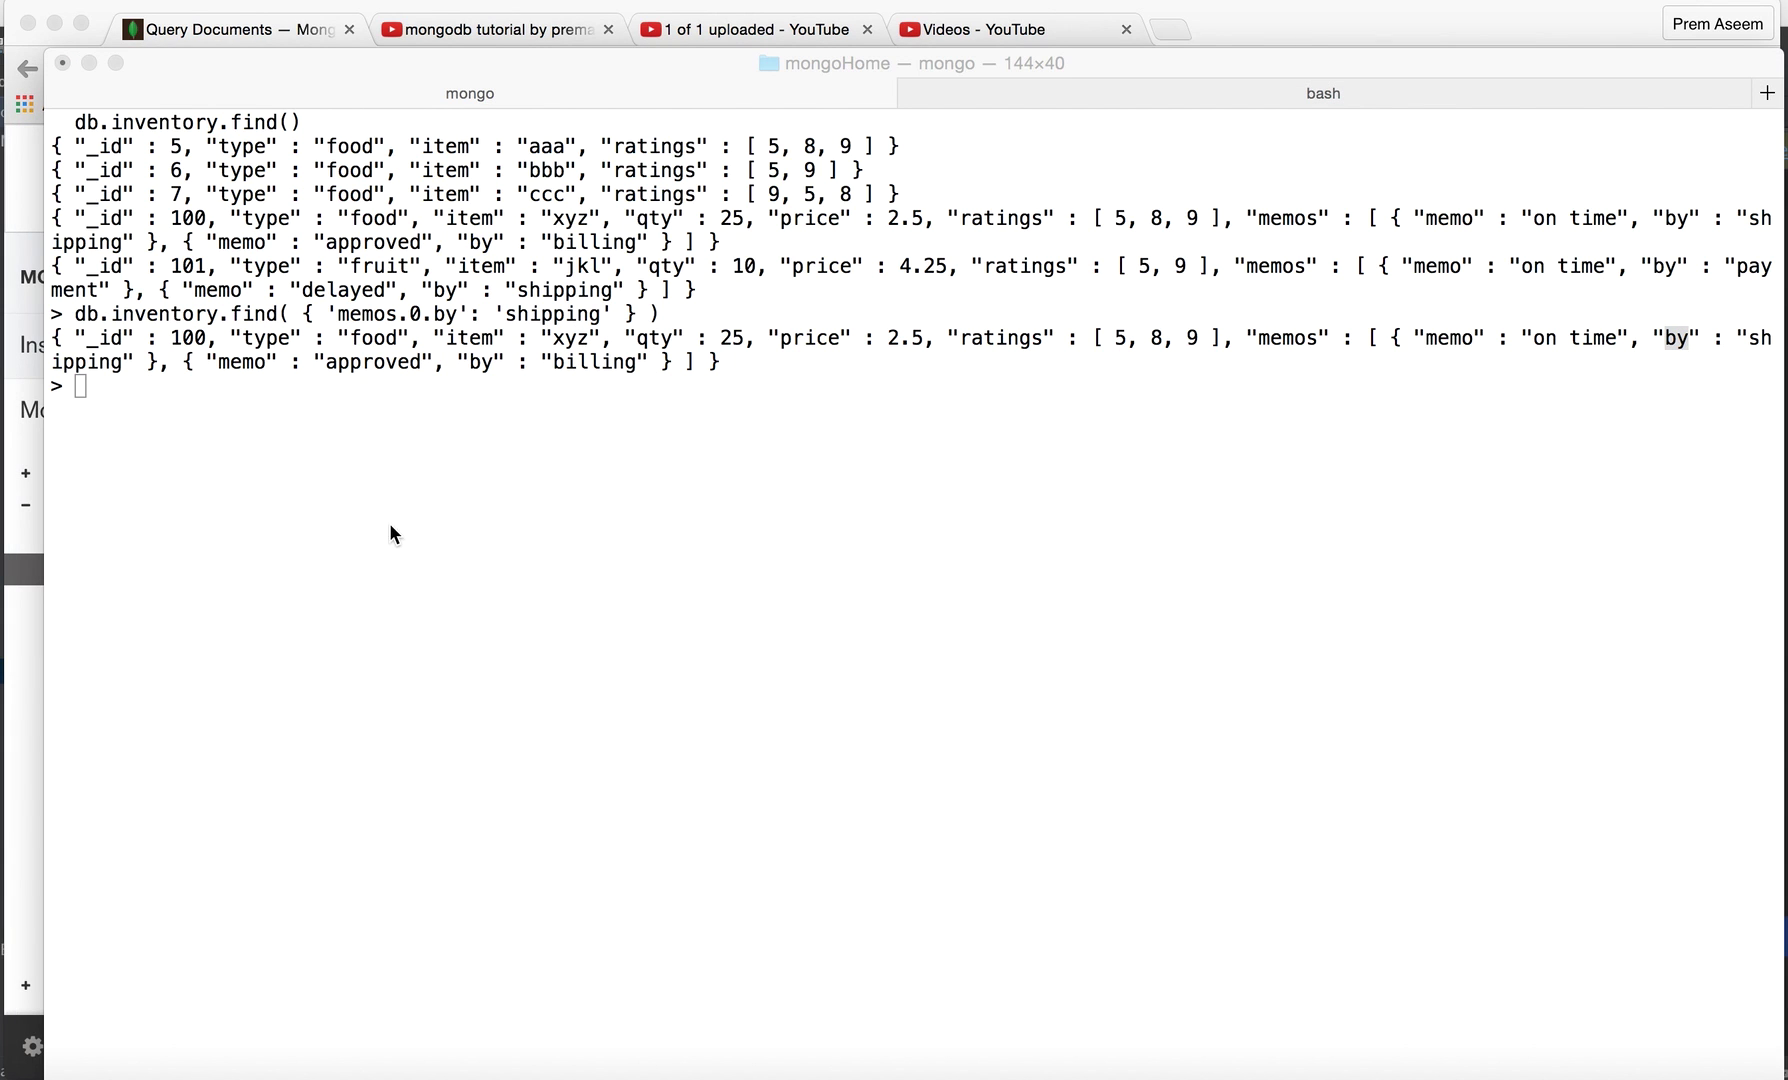 Query Documents — Mong
mongodb tutorial by prema
1 of 1 uploaded - YouTube
Videos - YouTube
Prem Aseem
mongoHome — mongo — 144×40
mongo
bash
db.inventory.find()
{ "_id" : 5, "type" : "food", "item" : "aaa", "ratings" : [ 5, 8, 9 ] }
{ "_id" : 6, "type" : "food", "item" : "bbb", "ratings" : [ 5, 9 ] }
{ "_id" : 7, "type" : "food", "item" : "ccc", "ratings" : [ 9, 5, 8 ] }
{ "_id" : 100, "type" : "food", "item" : "xyz", "qty" : 25, "price" : 2.5, "ratings" : [ 5, 8, 9 ], "memos" : [ { "memo" : "on time", "by" : "sh
ipping" }, { "memo" : "approved", "by" : "billing" } ] }
{ "_id" : 101, "type" : "fruit", "item" : "jkl", "qty" : 10, "price" : 4.25, "ratings" : [ 5, 9 ], "memos" : [ { "memo" : "on time", "by" : "pay
ment" }, { "memo" : "delayed", "by" : "shipping" } ] }
> db.inventory.find( { 'memos.0.by': 'shipping' } )
{ "_id" : 100, "type" : "food", "item" : "xyz", "qty" : 25, "price" : 2.5, "ratings" : [ 5, 8, 9 ], "memos" : [ { "memo" : "on time", "by" : "sh
ipping" }, { "memo" : "approved", "by" : "billing" } ] }
>
Ins